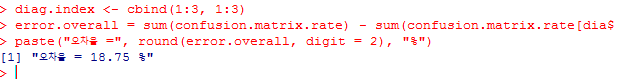 > diag.index <- cbind(1:3, 1:3)
> error.overall = sum(confusion.matrix.rate) - sum(confusion.matrix.rate[dia$
> paste("오차율 =", round(error.overall, digit = 2), "%")
[1] "오차율 = 18.75 %"
>